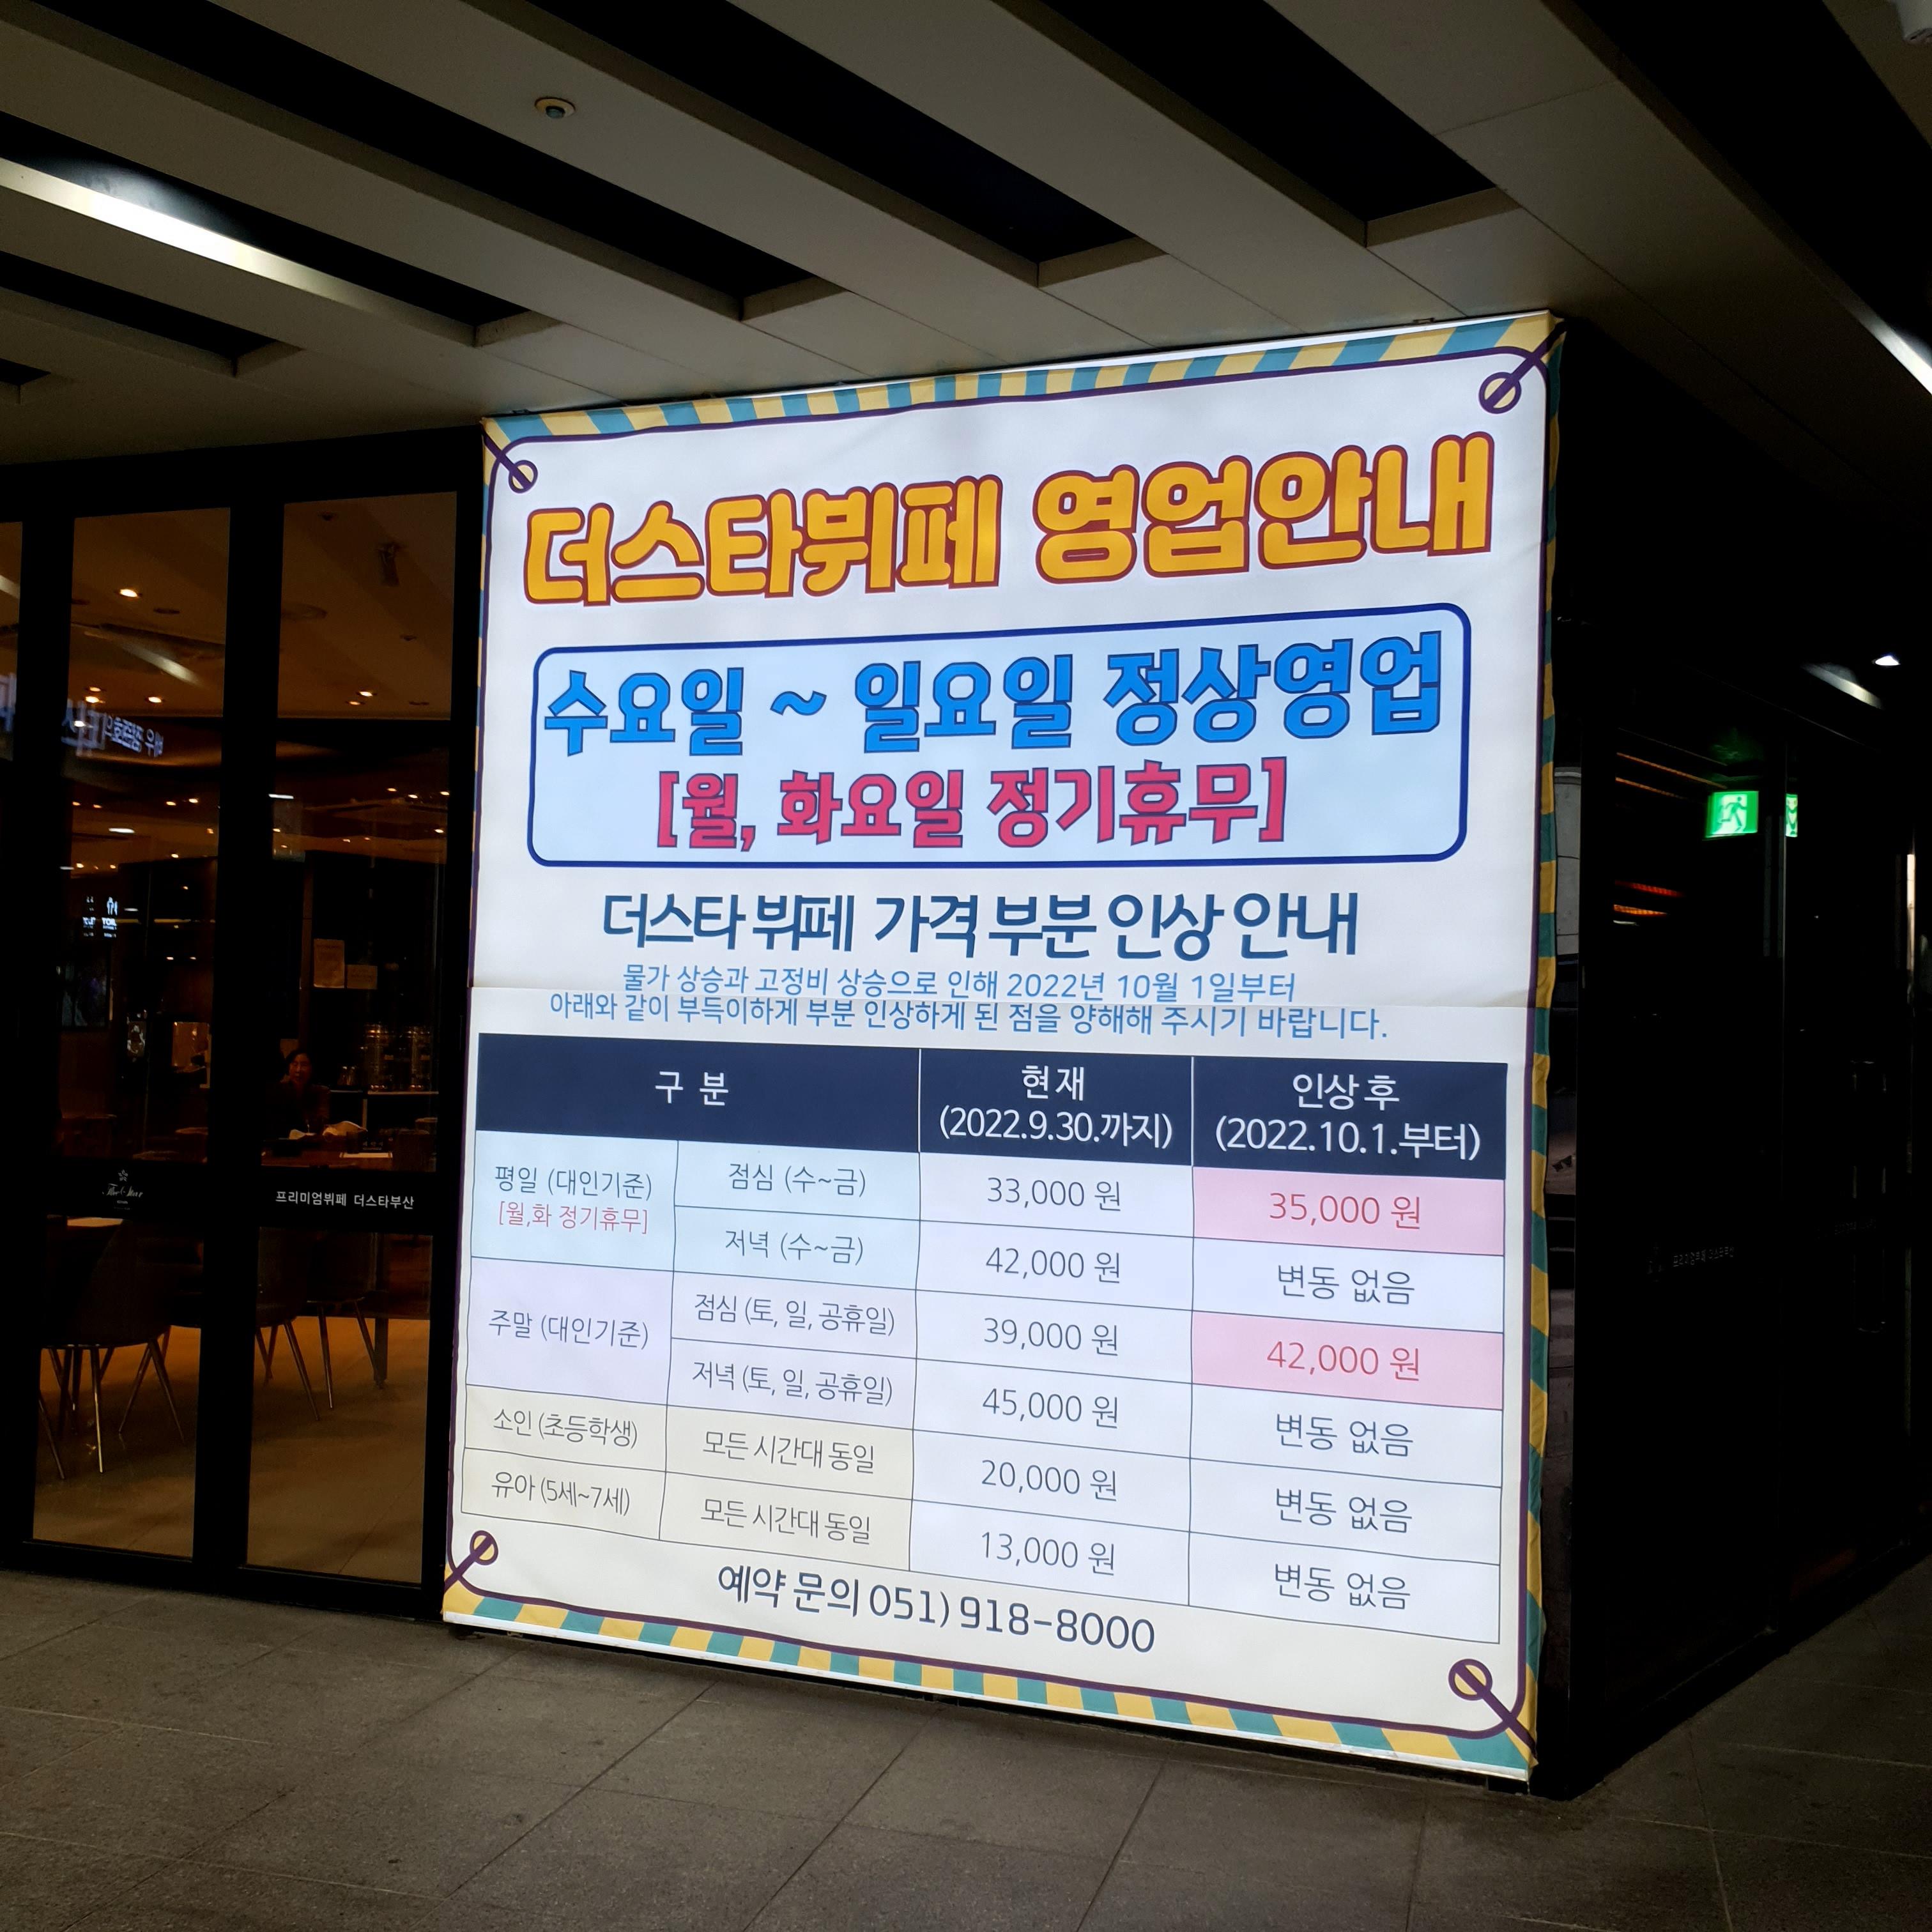 더스타뷔페 영업안내
수요일 ~ 일요일 정상영업
[월, 화요일 정기휴무]
더스타 뷔페 가격 부분 인상 안내
물가 상승과 고정비 상승으로 인해 2022년 10월 1일부터
아래와 같이 부득이하게 부분 인상하게 된 점을 양해해 주시기 바랍니다.
구 분 현재 (2022.9.30.까지) 인상 후 (2022.10.1.부터)
평일 (대인기준) [월,화 정기휴무] 점심 (수~금) 33,000 원 35,000 원
저녁 (수~금) 42,000 원 변동 없음
주말 (대인기준) 점심 (토, 일, 공휴일) 39,000 원 42,000 원
저녁 (토, 일, 공휴일) 45,000 원 변동 없음
소인 (초등학생) 모든 시간대 동일 20,000 원 변동 없음
유아 (5세~7세) 모든 시간대 동일 13,000 원 변동 없음
예약 문의 051) 918-8000
프리미엄뷔페 더스타부산